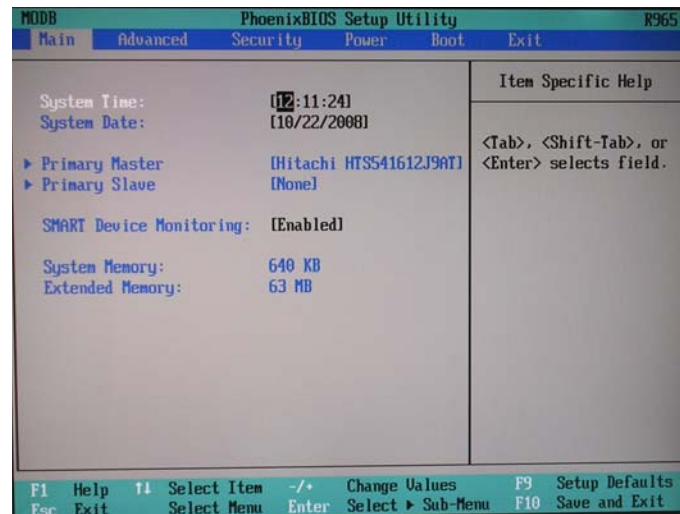 MODB PhoenixBIOS Setup Utility R965
Main Advanced Security Power Boot Exit
Item Specific Help
System Time: [12:11:24]
System Date: [10/22/2008]
<Tab>, <Shift-Tab>, or
<Enter> selects field.
▶ Primary Master [Hitachi HTS541612J9AT]
▶ Primary Slave [None]
SMART Device Monitoring: [Enabled]
System Memory: 640 KB
Extended Memory: 63 MB
F1 Help ↑↓ Select Item -/+ Change Values F9 Setup Defaults
Esc Exit Select Menu Enter Select ▶ Sub-Menu F10 Save and Exit